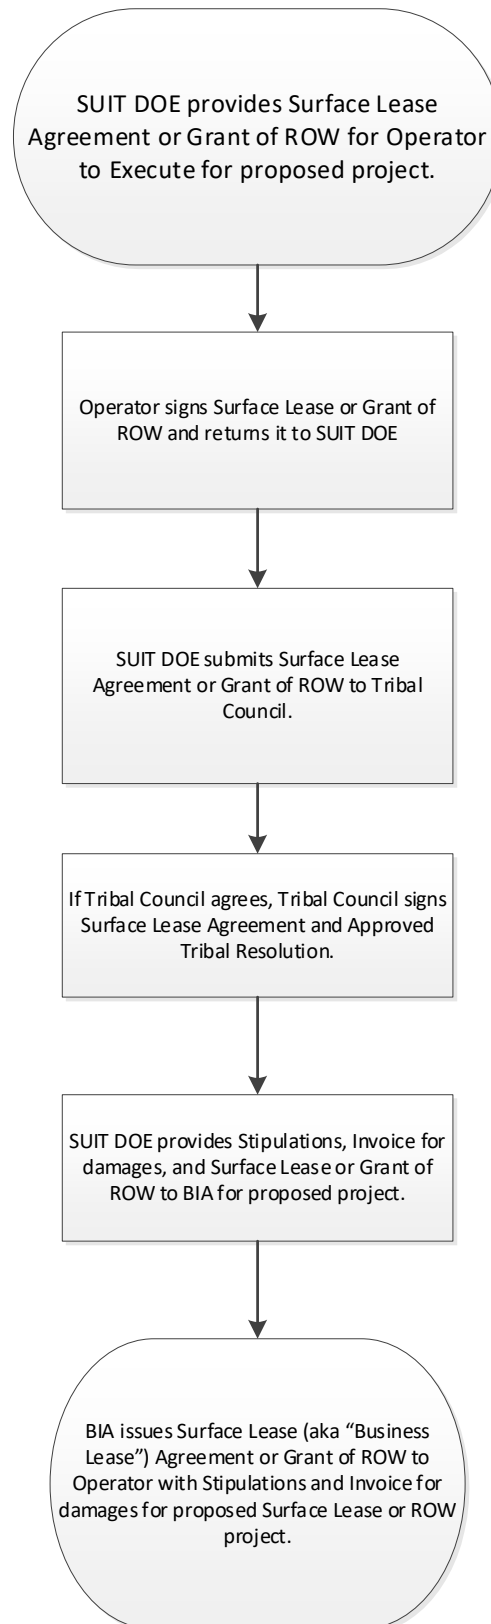 SUIT DOE provides Surface Lease
Agreement or Grant of ROW for Operator
to Execute for proposed project.
Operator signs Surface Lease or Grant of
ROW and returns it to SUIT DOE
SUIT DOE submits Surface Lease
Agreement or Grant of ROW to Tribal
Council.
If Tribal Council agrees, Tribal Council signs
Surface Lease Agreement and Approved
Tribal Resolution.
SUIT DOE provides Stipulations, Invoice for
damages, and Surface Lease or Grant of
ROW to BIA for proposed project.
BIA issues Surface Lease (aka “Business
Lease”) Agreement or Grant of ROW to
Operator with Stipulations and Invoice for
damages for proposed Surface Lease or ROW
project.